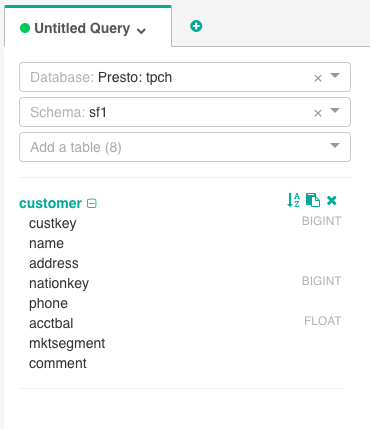 Untitled Query
Database: Presto: tpch
Schema: sf1
Add a table (8)
customer
custkey BIGINT
name
address
nationkey BIGINT
phone
acctbal FLOAT
mktsegment
comment